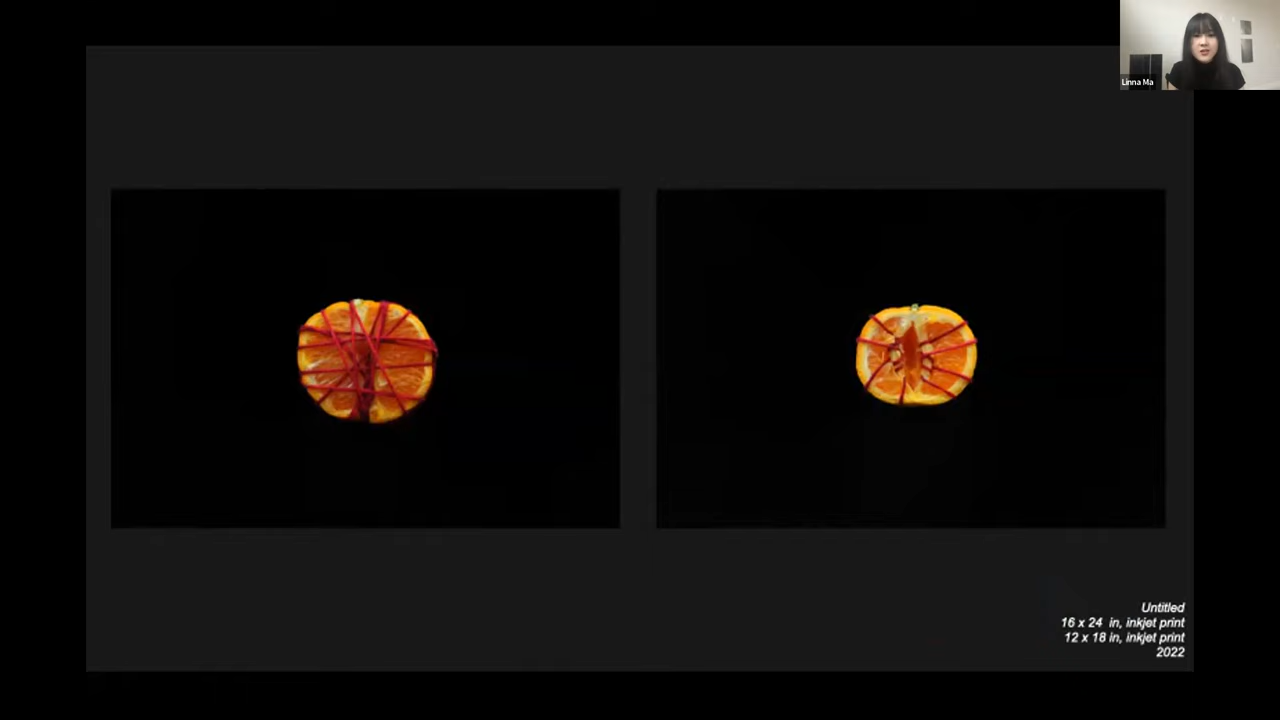 Linna Ma
Untitled
16 x 24 in, inkjet print
12 x 18 in, inkjet print
2022